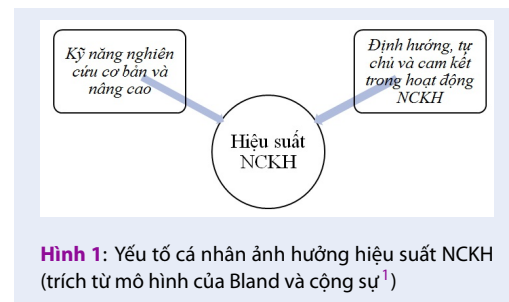 Kỹ năng nghiên
cứu cơ bản và
nâng cao
Định hướng, tự
chủ và cam kết
trong hoạt động
NCKH
Hiệu suất
NCKH
Hình 1: Yếu tố cá nhân ảnh hưởng hiệu suất NCKH
(trích từ mô hình của Bland và cộng sự 1)